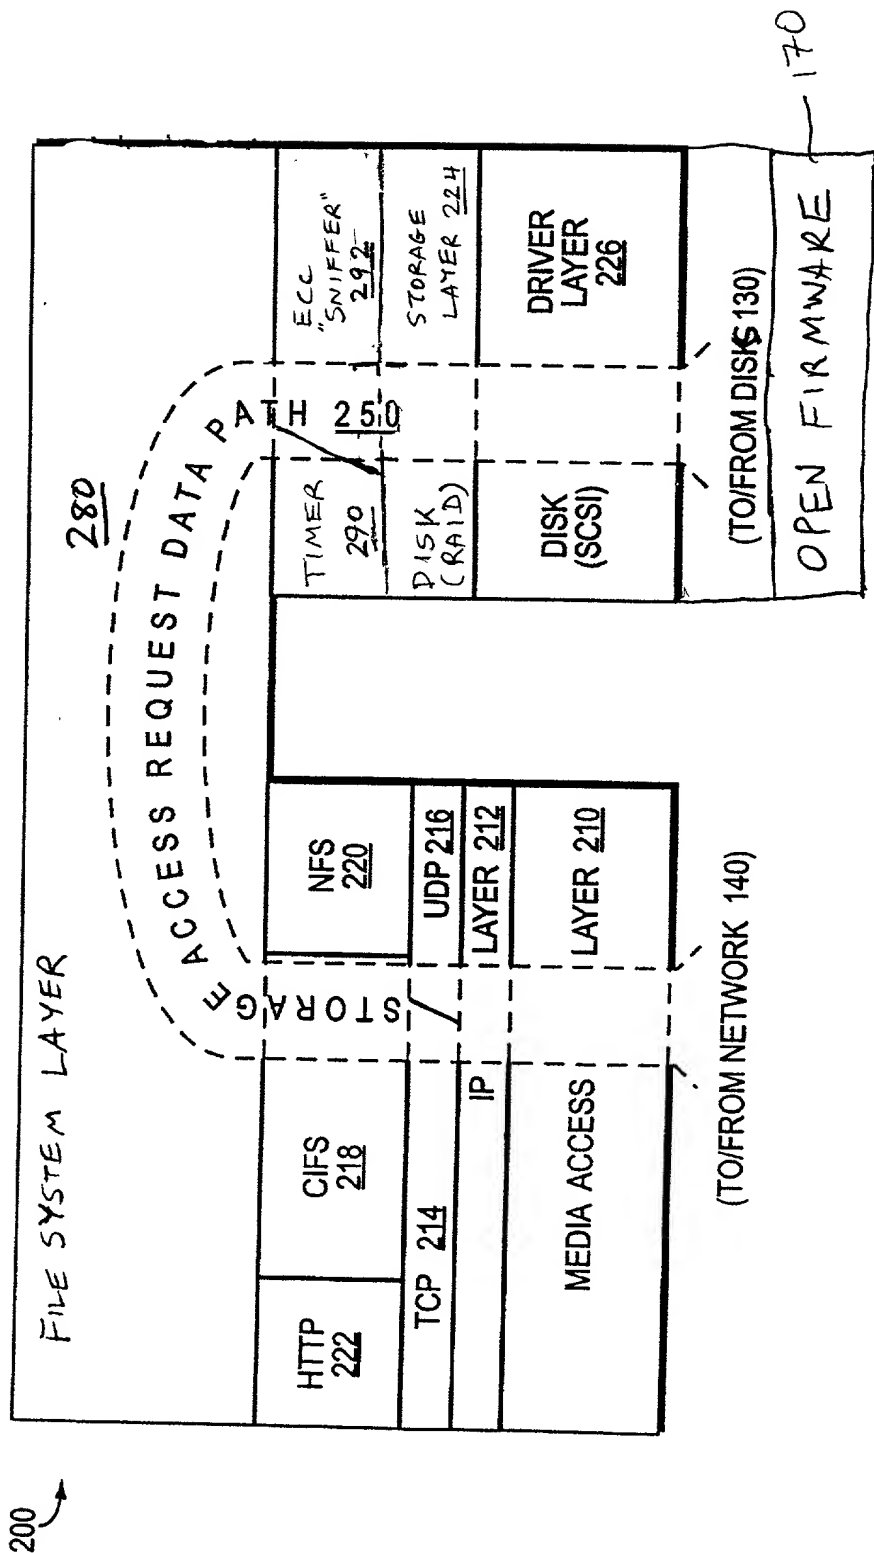 200
FILE SYSTEM LAYER
280
STORAGE ACCESS REQUEST DATA PATH 250
HTTP
222
CIFS
218
NFS
220
TCP 214
UDP 216
IP
LAYER 212
MEDIA ACCESS
LAYER 210
(TO/FROM NETWORK 140)
TIMER
290
ECC
"SNIFFER"
292
DISK
(RAID)
STORAGE
LAYER 224
DISK
(SCSI)
DRIVER
LAYER
226
(TO/FROM DISKS 130)
OPEN FIRMWARE
170